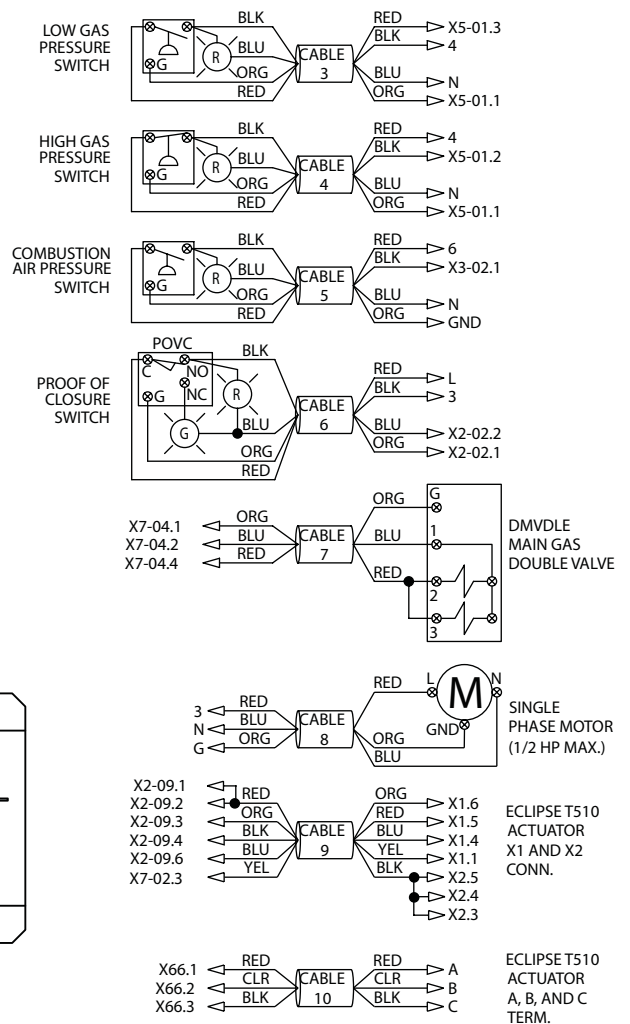 LOW GAS
PRESSURE
SWITCH
G
R
BLK
BLU
ORG
RED
CABLE
3
RED
BLK
BLU
ORG
X5-01.3
4
N
X5-01.1
HIGH GAS
PRESSURE
SWITCH
G
R
BLK
BLU
ORG
RED
CABLE
4
RED
BLK
BLU
ORG
4
X5-01.2
N
X5-01.1
COMBUSTION
AIR PRESSURE
SWITCH
G
R
BLK
BLU
ORG
RED
CABLE
5
RED
BLK
BLU
ORG
6
X3-02.1
N
GND
PROOF OF
CLOSURE
SWITCH
POVC
C
NO
NC
G
R
G
BLK
BLU
ORG
RED
CABLE
6
RED
BLK
BLU
ORG
L
3
X2-02.2
X2-02.1
X7-04.1
X7-04.2
X7-04.4
ORG
BLU
RED
CABLE
7
ORG
BLU
RED
G
1
2
3
DMVDLE
MAIN GAS
DOUBLE VALVE
3
N
G
RED
BLU
ORG
CABLE
8
RED
ORG
BLU
L
M
N
GND
SINGLE
PHASE MOTOR
(1/2 HP MAX.)
X2-09.1
X2-09.2
X2-09.3
X2-09.4
X2-09.6
X7-02.3
RED
ORG
BLK
BLU
YEL
CABLE
9
ORG
RED
BLU
YEL
BLK
X1.6
X1.5
X1.4
X1.1
X2.5
X2.4
X2.3
ECLIPSE T510
ACTUATOR
X1 AND X2
CONN.
X66.1
X66.2
X66.3
RED
CLR
BLK
CABLE
10
RED
CLR
BLK
A
B
C
ECLIPSE T510
ACTUATOR
A, B, AND C
TERM.